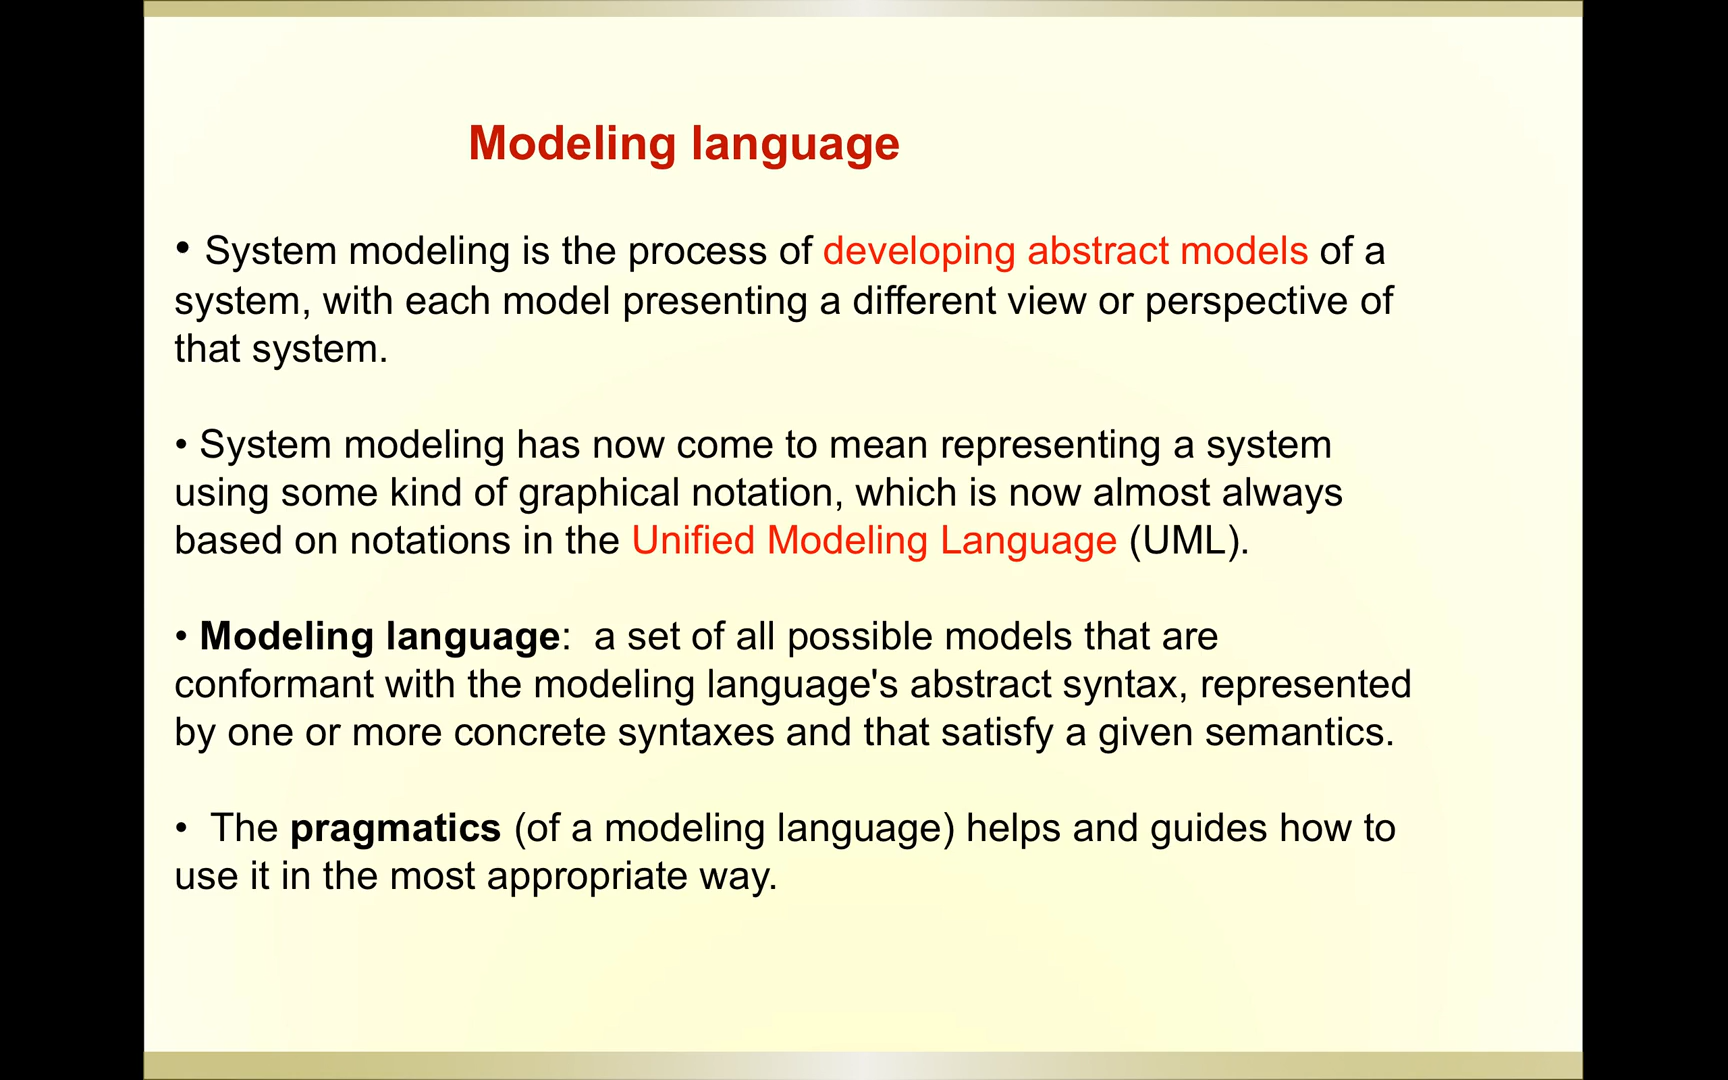 Modeling language
• System modeling is the process of developing abstract models of a
system, with each model presenting a different view or perspective of
that system.
• System modeling has now come to mean representing a system
using some kind of graphical notation, which is now almost always
based on notations in the Unified Modeling Language (UML).
• Modeling language:  a set of all possible models that are
conformant with the modeling language's abstract syntax, represented
by one or more concrete syntaxes and that satisfy a given semantics.
•  The pragmatics (of a modeling language) helps and guides how to
use it in the most appropriate way.